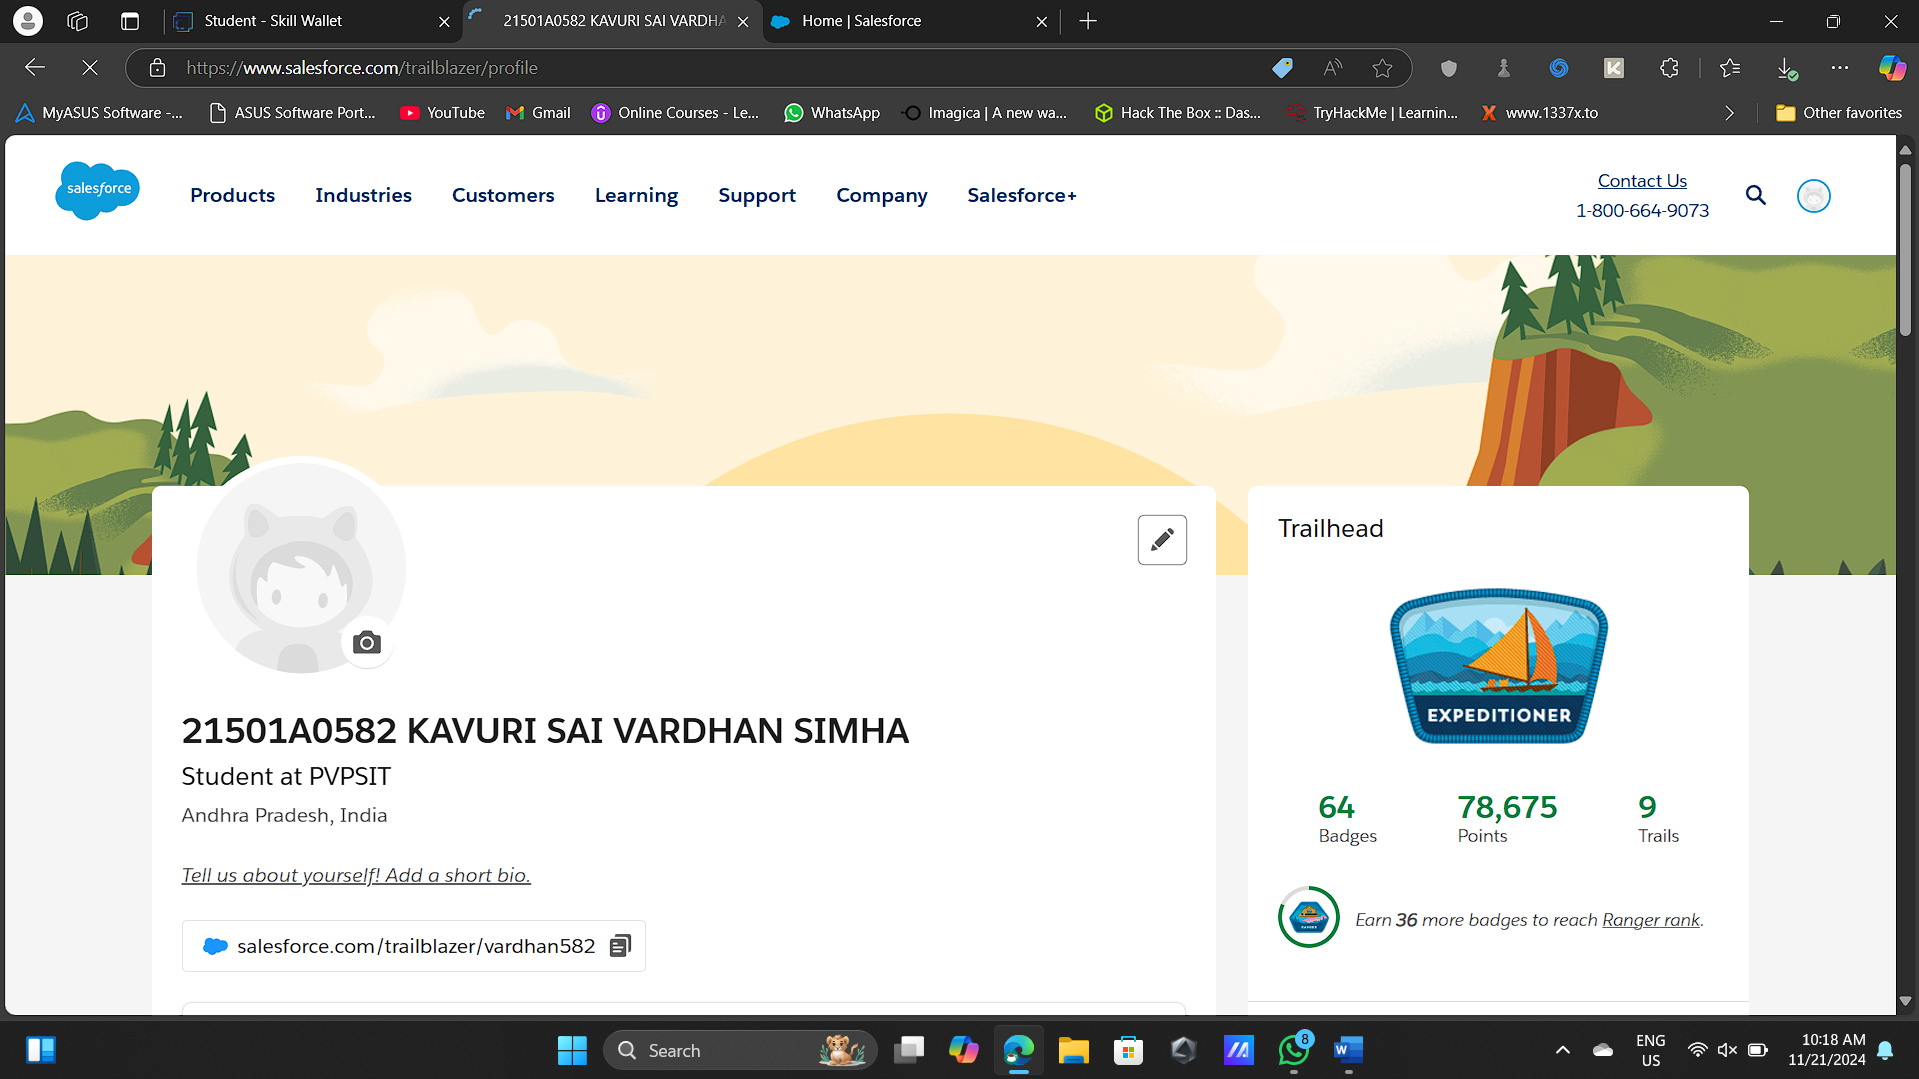 Student - Skill Wallet
21501A0582 KAVURI SAI VARDHA
Home | Salesforce
https://www.salesforce.com/trailblazer/profile
MyASUS Software -...
ASUS Software Port...
YouTube
Gmail
Online Courses - Le...
WhatsApp
Imagica | A new wa...
Hack The Box :: Das...
TryHackMe | Learnin...
www.1337x.to
Other favorites
salesforce
Products
Industries
Customers
Learning
Support
Company
Salesforce+
Contact Us
1-800-664-9073
21501A0582 KAVURI SAI VARDHAN SIMHA
Student at PVPSIT
Andhra Pradesh, India
Tell us about yourself! Add a short bio.
salesforce.com/trailblazer/vardhan582
Trailhead
EXPEDITIONER
64
Badges
78,675
Points
9
Trails
RANGER
Earn 36 more badges to reach Ranger rank.
Search
8
ENG
US
10:18 AM
11/21/2024